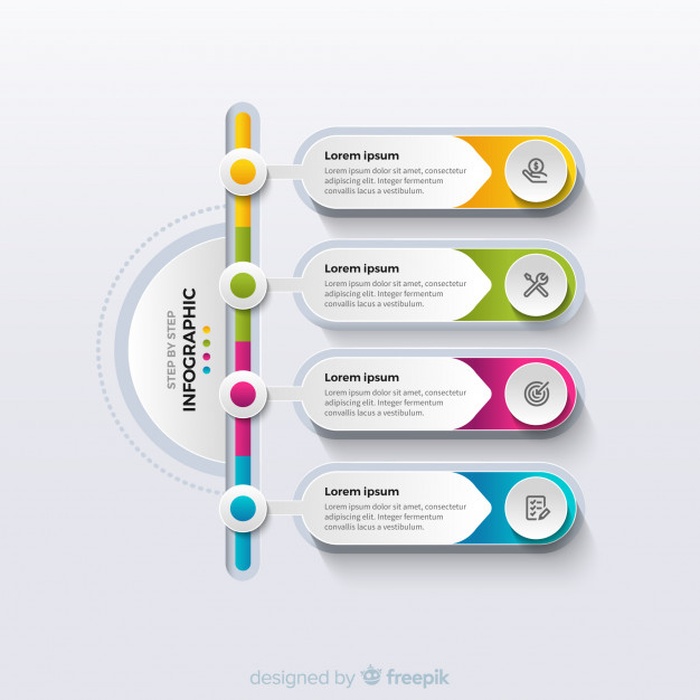 STEP BY STEP
INFOGRAPHIC
Lorem ipsum
Lorem ipsum dolor sit amet, consectetur
adipiscing elit. Integer fermentum
convallis lacus a vestibulum.
Lorem ipsum
Lorem ipsum dolor sit amet, consectetur
adipiscing elit. Integer fermentum
convallis lacus a vestibulum.
Lorem ipsum
Lorem ipsum dolor sit amet, consectetur
adipiscing elit. Integer fermentum
convallis lacus a vestibulum.
Lorem ipsum
Lorem ipsum dolor sit amet, consectetur
adipiscing elit. Integer fermentum
convallis lacus a vestibulum.
designed by freepik